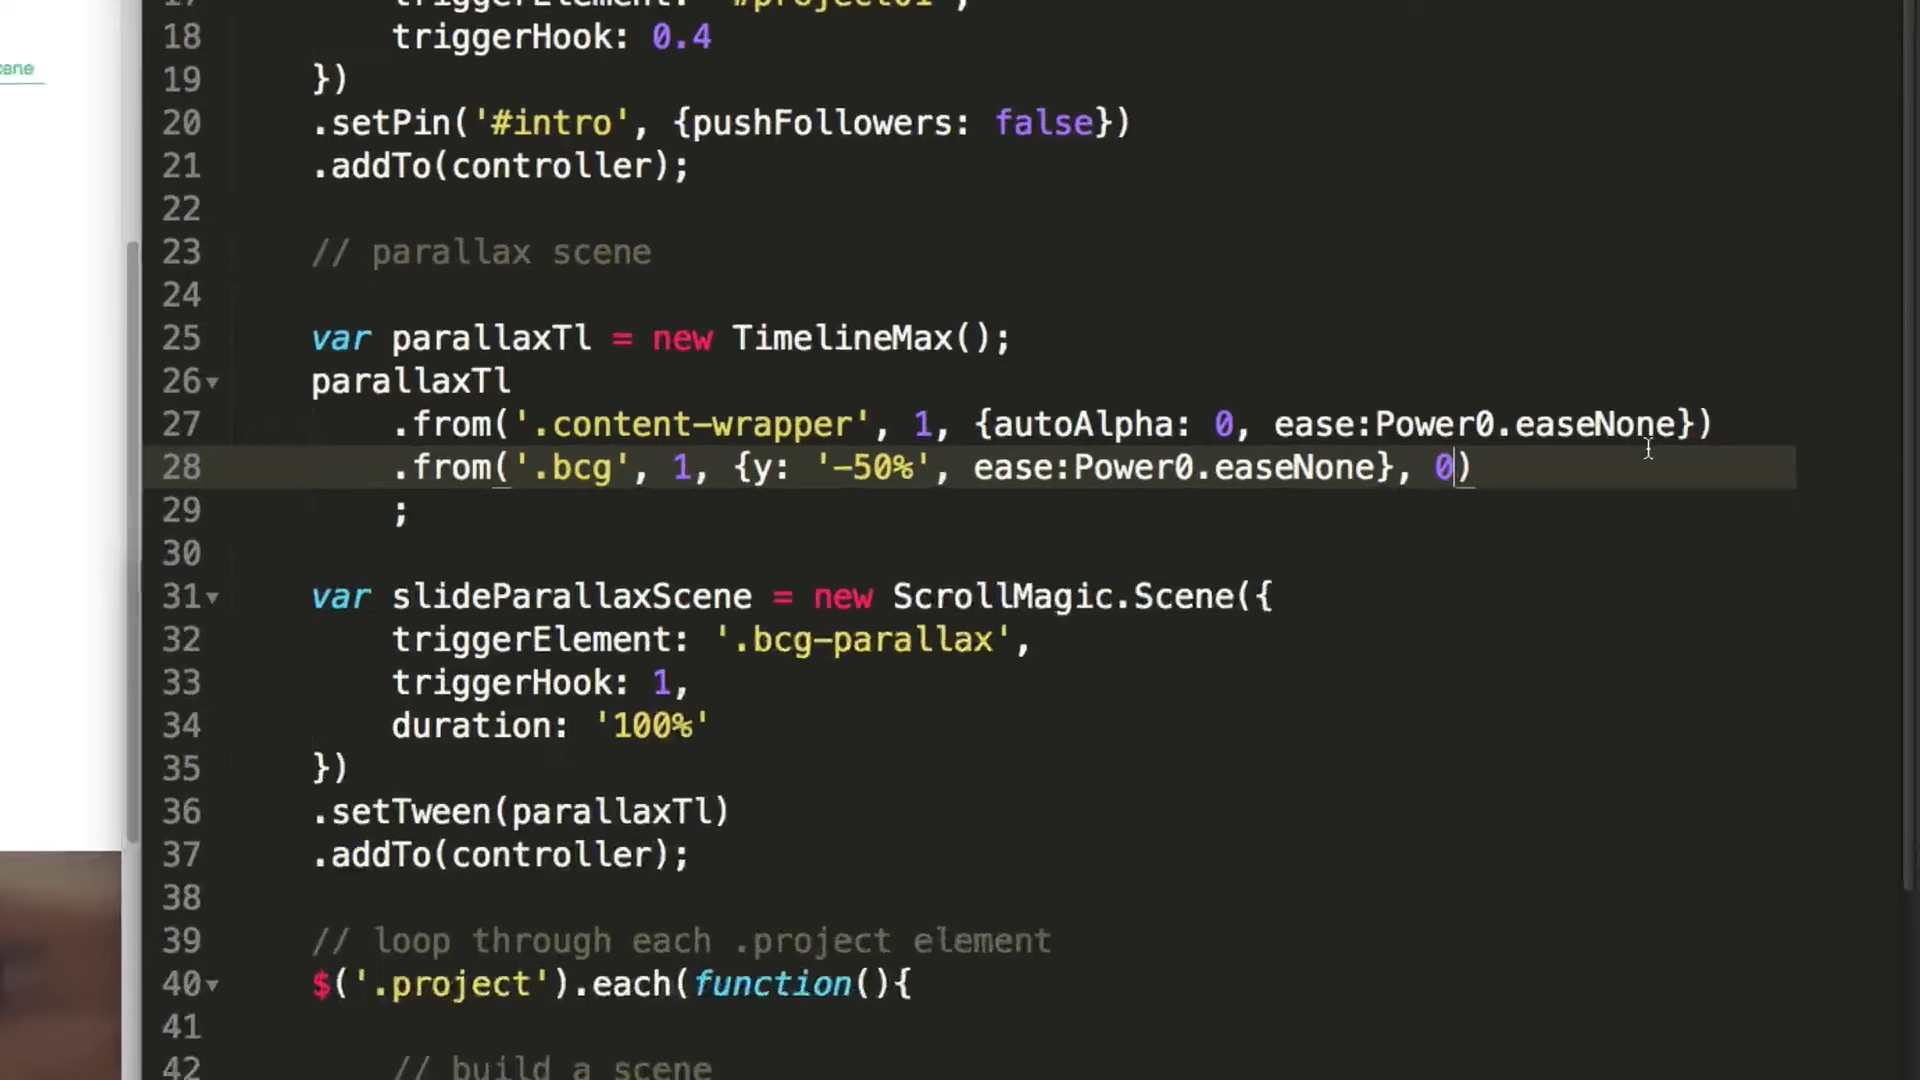 cene
17 triggerElement: '#project01',
18 triggerHook: 0.4
19 })
20 .setPin('#intro', {pushFollowers: false})
21 .addTo(controller);
22
23 // parallax scene
24
25 var parallaxTl = new TimelineMax();
26 parallaxTl
27 .from('.content-wrapper', 1, {autoAlpha: 0, ease:Power0.easeNone})
28 .from('.bcg', 1, {y: '-50%', ease:Power0.easeNone}, 0)
29 ;
30
31 var slideParallaxScene = new ScrollMagic.Scene({
32 triggerElement: '.bcg-parallax',
33 triggerHook: 1,
34 duration: '100%'
35 })
36 .setTween(parallaxTl)
37 .addTo(controller);
38
39 // loop through each .project element
40 $('.project').each(function(){
41
42 // build a scene